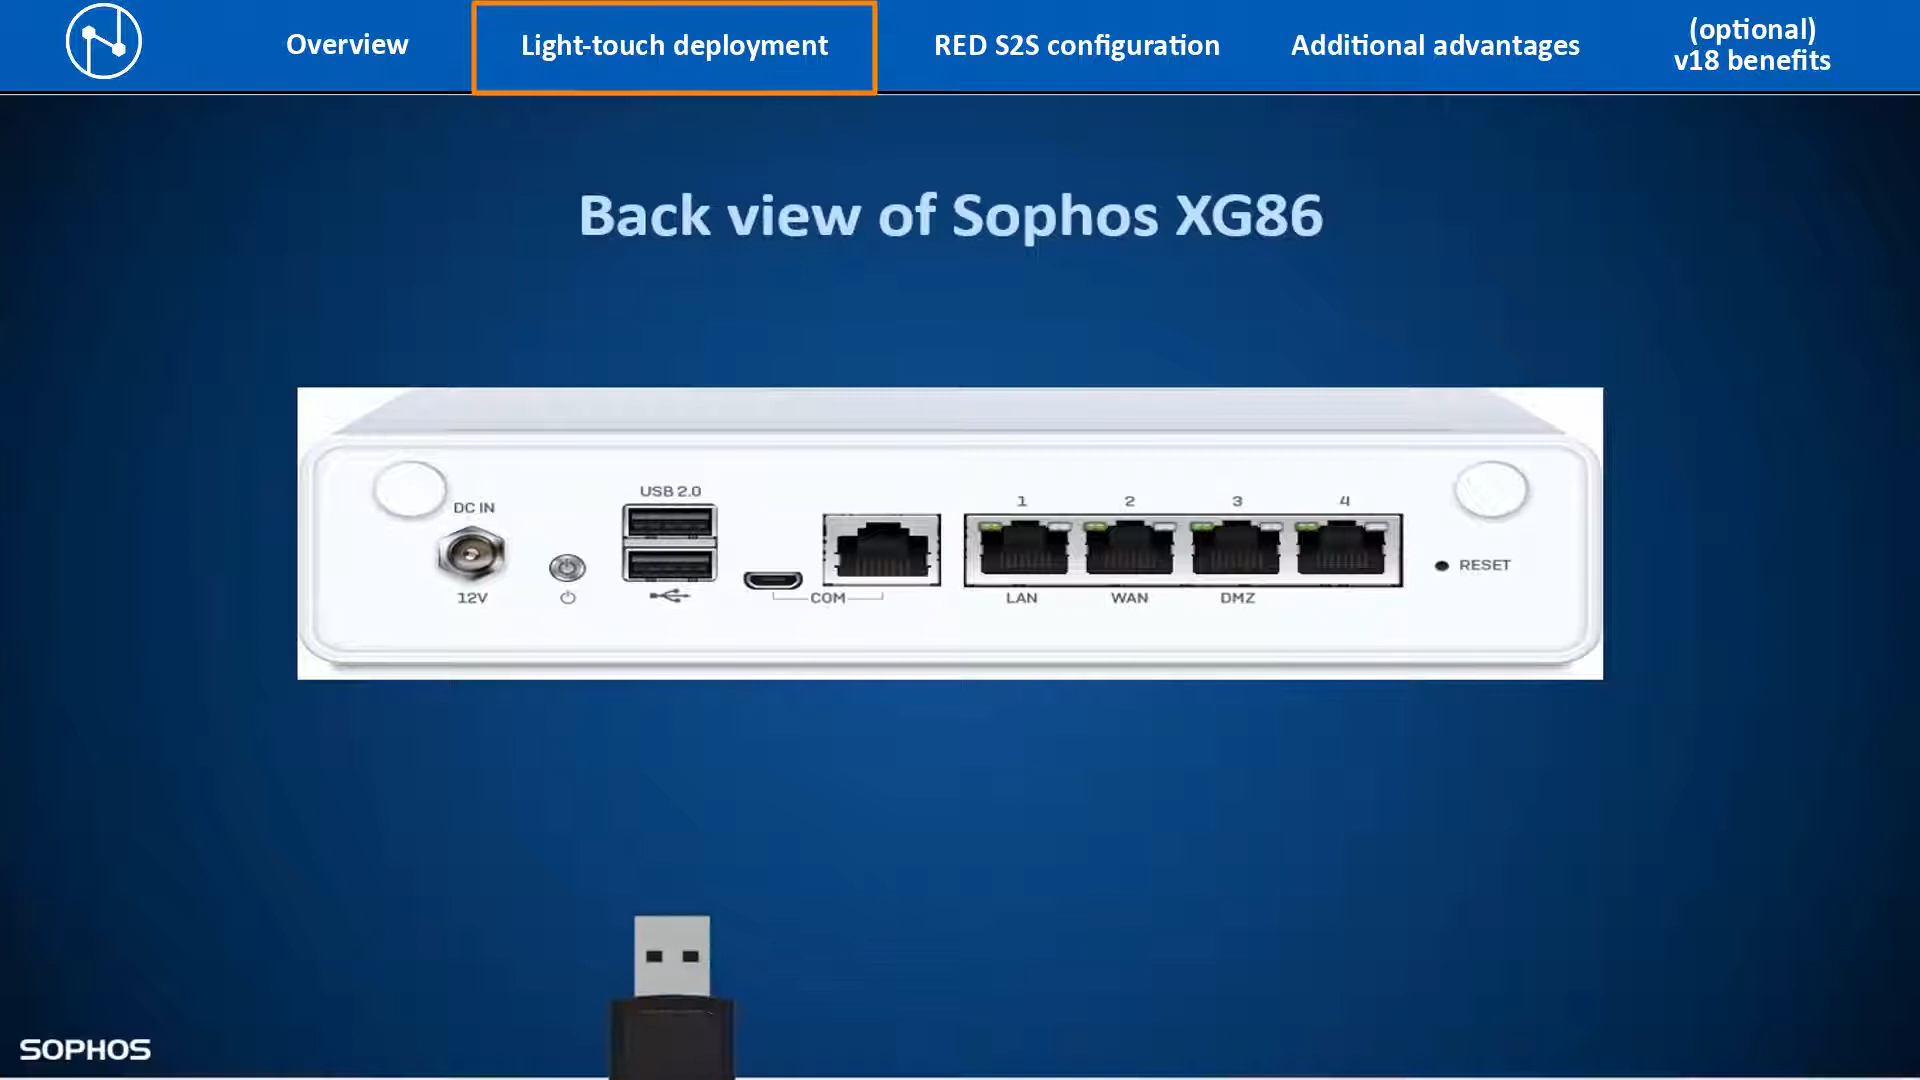 Overview
Light-touch deployment
RED S2S configuration
Additional advantages
(optional)
v18 benefits
Back view of Sophos XG86
DC IN
12V
USB 2.0
COM
1
2
3
4
LAN
WAN
DMZ
RESET
SOPHOS